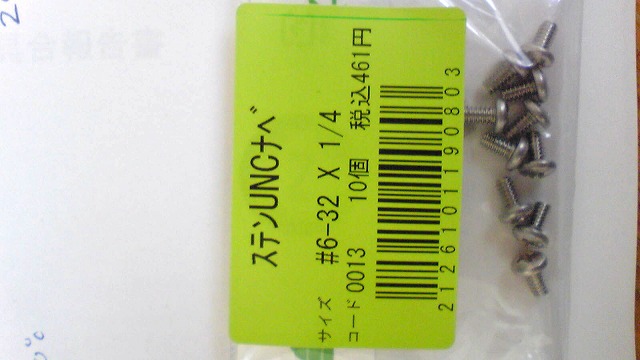 ステンUNCナベ
サイズ #6-32 X 1/4
コード 0013 10個 税込461円
2126101190803